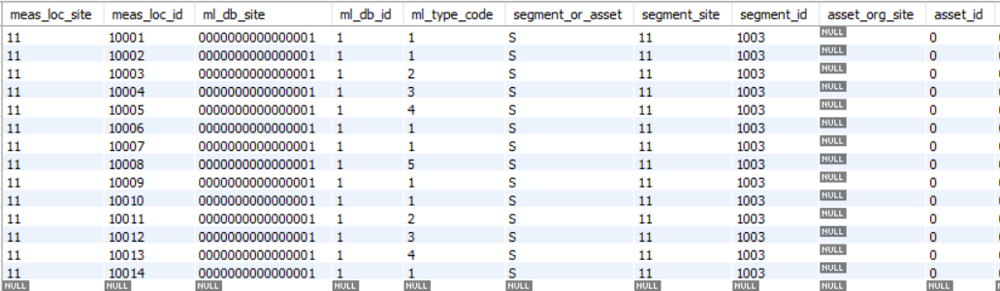 meas_loc_site meas_loc_id ml_db_site ml_db_id ml_type_code segment_or_asset segment_site segment_id asset_org_site asset_id
11 10001 0000000000000001 1 1 S 11 1003 NULL 0
11 10002 0000000000000001 1 1 S 11 1003 NULL 0
11 10003 0000000000000001 1 2 S 11 1003 NULL 0
11 10004 0000000000000001 1 3 S 11 1003 NULL 0
11 10005 0000000000000001 1 4 S 11 1003 NULL 0
11 10006 0000000000000001 1 1 S 11 1003 NULL 0
11 10007 0000000000000001 1 1 S 11 1003 NULL 0
11 10008 0000000000000001 1 5 S 11 1003 NULL 0
11 10009 0000000000000001 1 1 S 11 1003 NULL 0
11 10010 0000000000000001 1 1 S 11 1003 NULL 0
11 10011 0000000000000001 1 2 S 11 1003 NULL 0
11 10012 0000000000000001 1 3 S 11 1003 NULL 0
11 10013 0000000000000001 1 4 S 11 1003 NULL 0
11 10014 0000000000000001 1 1 S 11 1003 NULL 0
NULL NULL NULL NULL NULL NULL NULL NULL NULL NULL